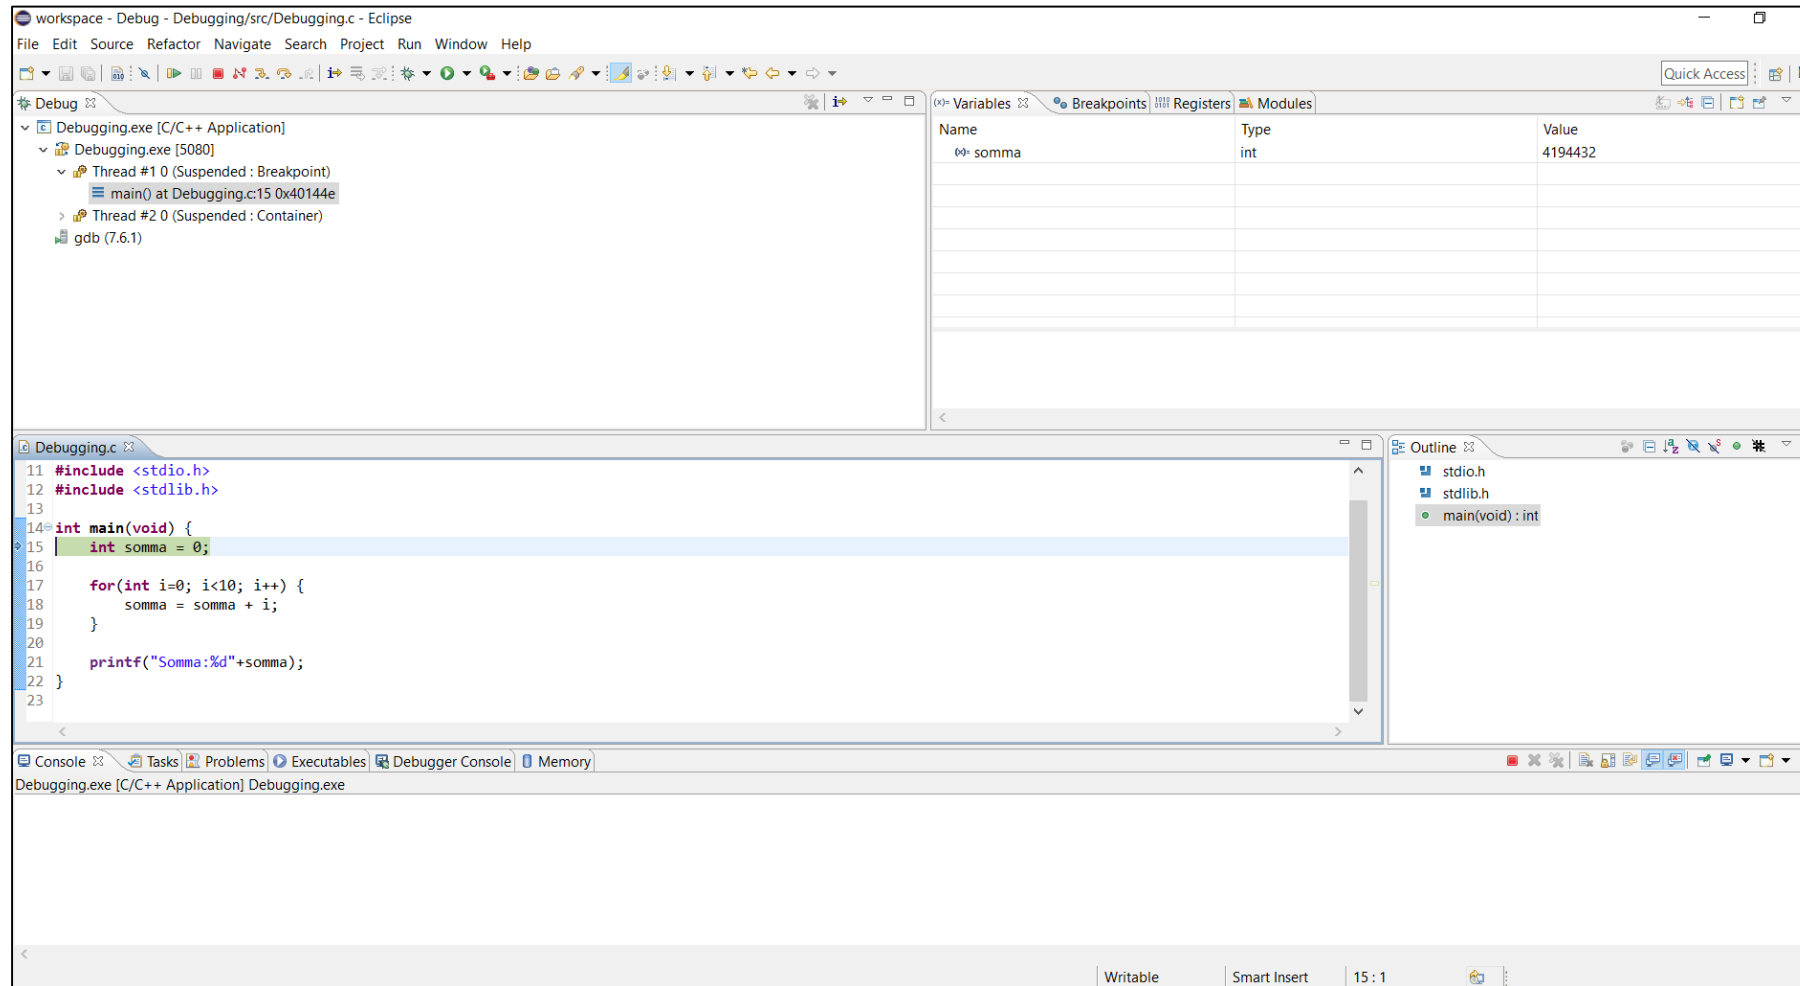 workspace - Debug - Debugging/src/Debugging.c - Eclipse
File Edit Source Refactor Navigate Search Project Run Window Help
Quick Access
Debug
Debugging.exe [C/C++ Application]
Debugging.exe [5080]
Thread #1 0 (Suspended : Breakpoint)
main() at Debugging.c:15 0x40144e
Thread #2 0 (Suspended : Container)
gdb (7.6.1)
(x)= Variables Breakpoints Registers Modules
Name Type Value
(x)= somma int 4194432
Debugging.c
11 #include <stdio.h>
12 #include <stdlib.h>
13
14 int main(void) {
15 int somma = 0;
16
17 for(int i=0; i<10; i++) {
18 somma = somma + i;
19 }
20
21 printf("Somma:%d"+somma);
22 }
23
Outline
stdio.h
stdlib.h
main(void) : int
Console Tasks Problems Executables Debugger Console Memory
Debugging.exe [C/C++ Application] Debugging.exe
Writable Smart Insert 15 : 1